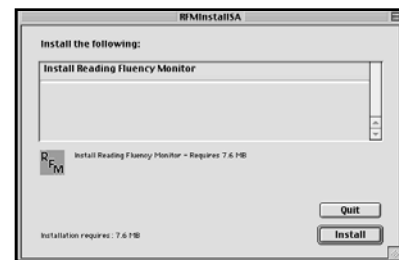 RFMInstallSA
Install the following:
Install Reading Fluency Monitor
RFM
Install Reading Fluency Monitor - Requires 7.6 MB
Quit
Installation requires: 7.6 MB
Install